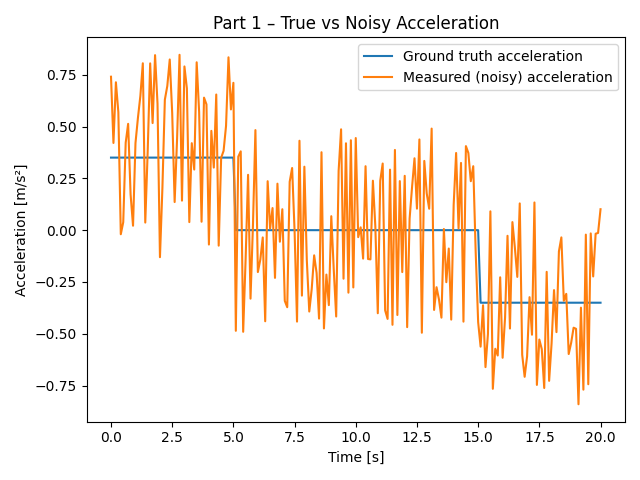 Part 1 – True vs Noisy Acceleration
Ground truth acceleration
Measured (noisy) acceleration
Acceleration [m/s²]
0.75
0.50
0.25
0.00
−0.25
−0.50
−0.75
0.0 2.5 5.0 7.5 10.0 12.5 15.0 17.5 20.0
Time [s]